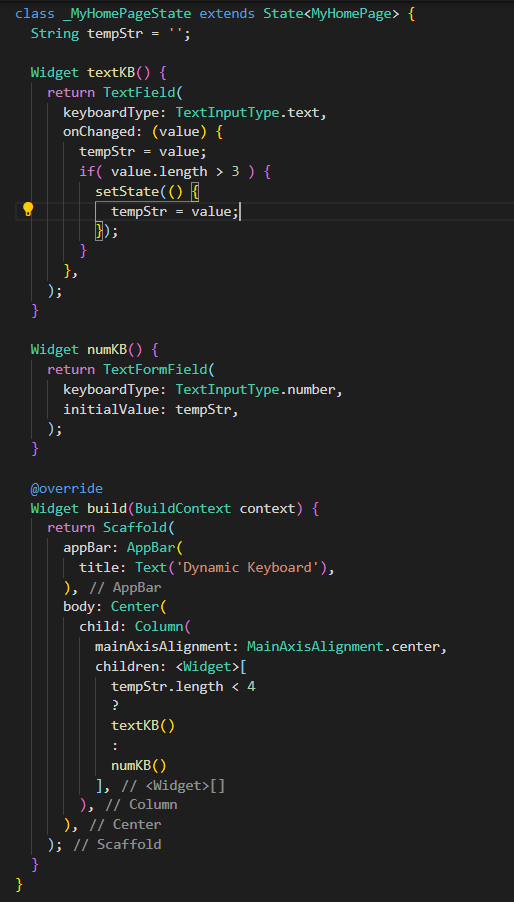 class _MyHomePageState extends State<MyHomePage> {
  String tempStr = '';

  Widget textKB() {
    return TextField(
      keyboardType: TextInputType.text,
      onChanged: (value) {
        tempStr = value;
        if( value.length > 3 ) {
          setState(() {
            tempStr = value;
          });
        }
      },
    );
  }

  Widget numKB() {
    return TextFormField(
      keyboardType: TextInputType.number,
      initialValue: tempStr,
    );
  }

  @override
  Widget build(BuildContext context) {
    return Scaffold(
      appBar: AppBar(
        title: Text('Dynamic Keyboard'),
      ), // AppBar
      body: Center(
        child: Column(
          mainAxisAlignment: MainAxisAlignment.center,
          children: <Widget>[
            tempStr.length < 4
            ?
            textKB()
            :
            numKB()
          ], // <Widget>[]
        ), // Column
      ), // Center
    ); // Scaffold
  }
}